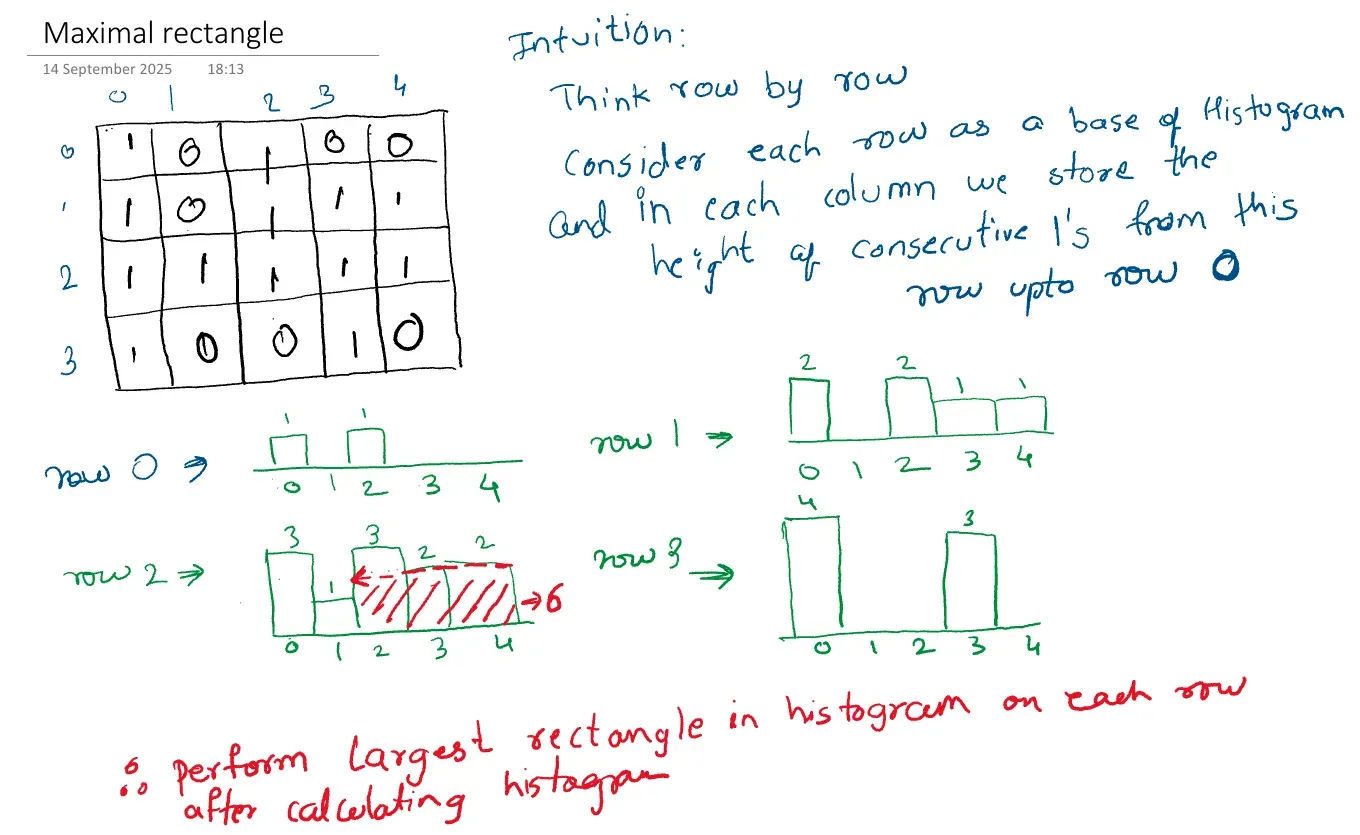 Maximal rectangle
14 September 2025 18:13
Intuition:
Think row by row
Consider each row as a base of Histogram
and in each column we store the
height of consecutive 1's from this
row upto row 0
0 1 2 3 4
0 1 0 1 0 0
1 1 0 1 1 1
2 1 1 1 1 1
3 1 0 0 1 0
row 0 →
1 1
0 1 2 3 4
row 1 →
2 2 1 1
0 1 2 3 4
row 2 →
3 1 3 2 2
→6
0 1 2 3 4
row 3 →
4 3
0 1 2 3 4
∴ perform largest rectangle in histogram on each row
after calculating histogram